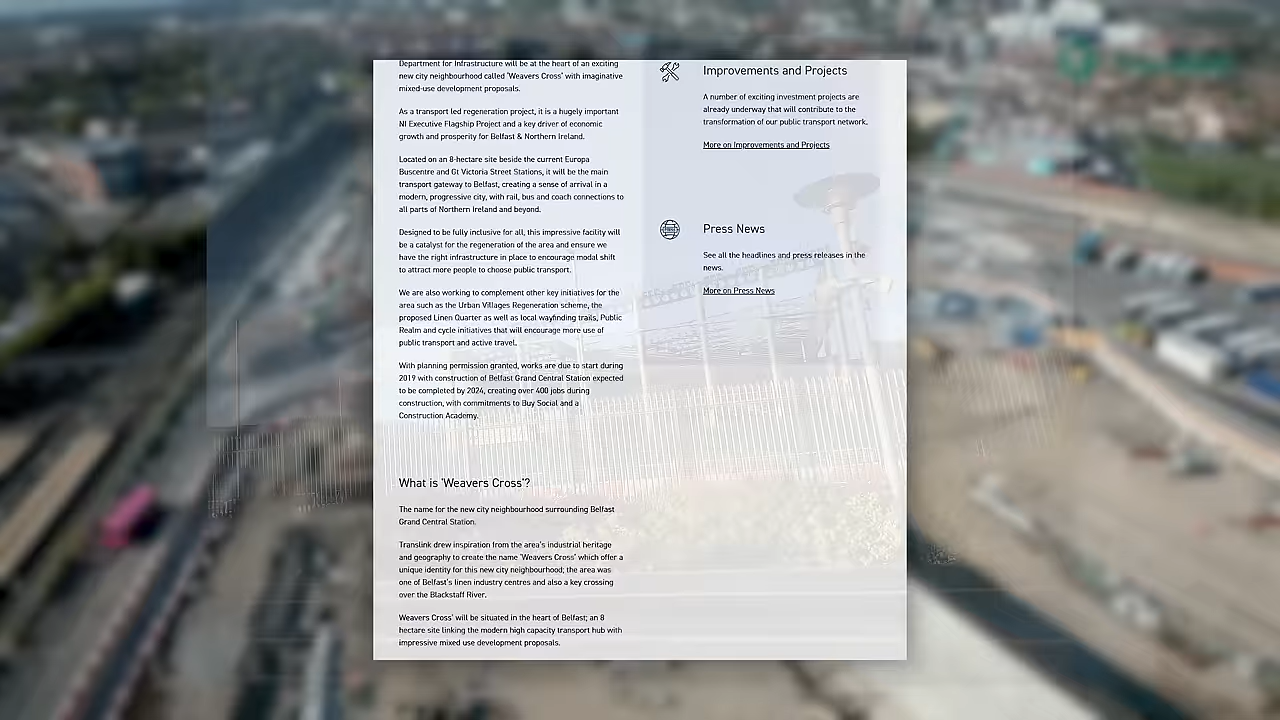 Department for Infrastructure will be at the heart of an exciting
new city neighbourhood called 'Weavers Cross' with imaginative
mixed-use development proposals.
As a transport led regeneration project, it is a hugely important
NI Executive Flagship Project and a key driver of economic
growth and prosperity for Belfast & Northern Ireland.
Located on an 8-hectare site beside the current Europa
Buscentre and Gt Victoria Street Stations, it will be the main
transport gateway to Belfast, creating a sense of arrival in a
modern, progressive city, with rail, bus and coach connections to
all parts of Northern Ireland and beyond.
Designed to be fully inclusive for all, this impressive facility will
be a catalyst for the regeneration of the area and ensure we
have the right infrastructure in place to encourage modal shift
to attract more people to choose public transport.
We are also working to complement other key initiatives for the
area such as the Urban Villages Regeneration scheme, the
proposed Linen Quarter as well as local wayfinding trails, Public
Realm and cycle initiatives that will encourage more use of
public transport and active travel.
With planning permission granted, works are due to start during
2019 with construction of Belfast Grand Central Station expected
to be completed by 2024, creating over 400 jobs during
construction, with commitments to Buy Social and a
Construction Academy.
What is 'Weavers Cross'?
The name for the new city neighbourhood surrounding Belfast
Grand Central Station.
Translink drew inspiration from the area's industrial heritage
and geography to create the name 'Weavers Cross' which offer a
unique identity for this new city neighbourhood; the area was
one of Belfast's linen industry centres and also a key crossing
over the Blackstaff River.
Weavers Cross' will be situated in the heart of Belfast; an 8
hectare site linking the modern high capacity transport hub with
impressive mixed use development proposals.
Improvements and Projects
A number of exciting investment projects are
already underway that will contribute to the
transformation of our public transport network.
More on Improvements and Projects
Press News
See all the headlines and press releases in the
news.
More on Press News